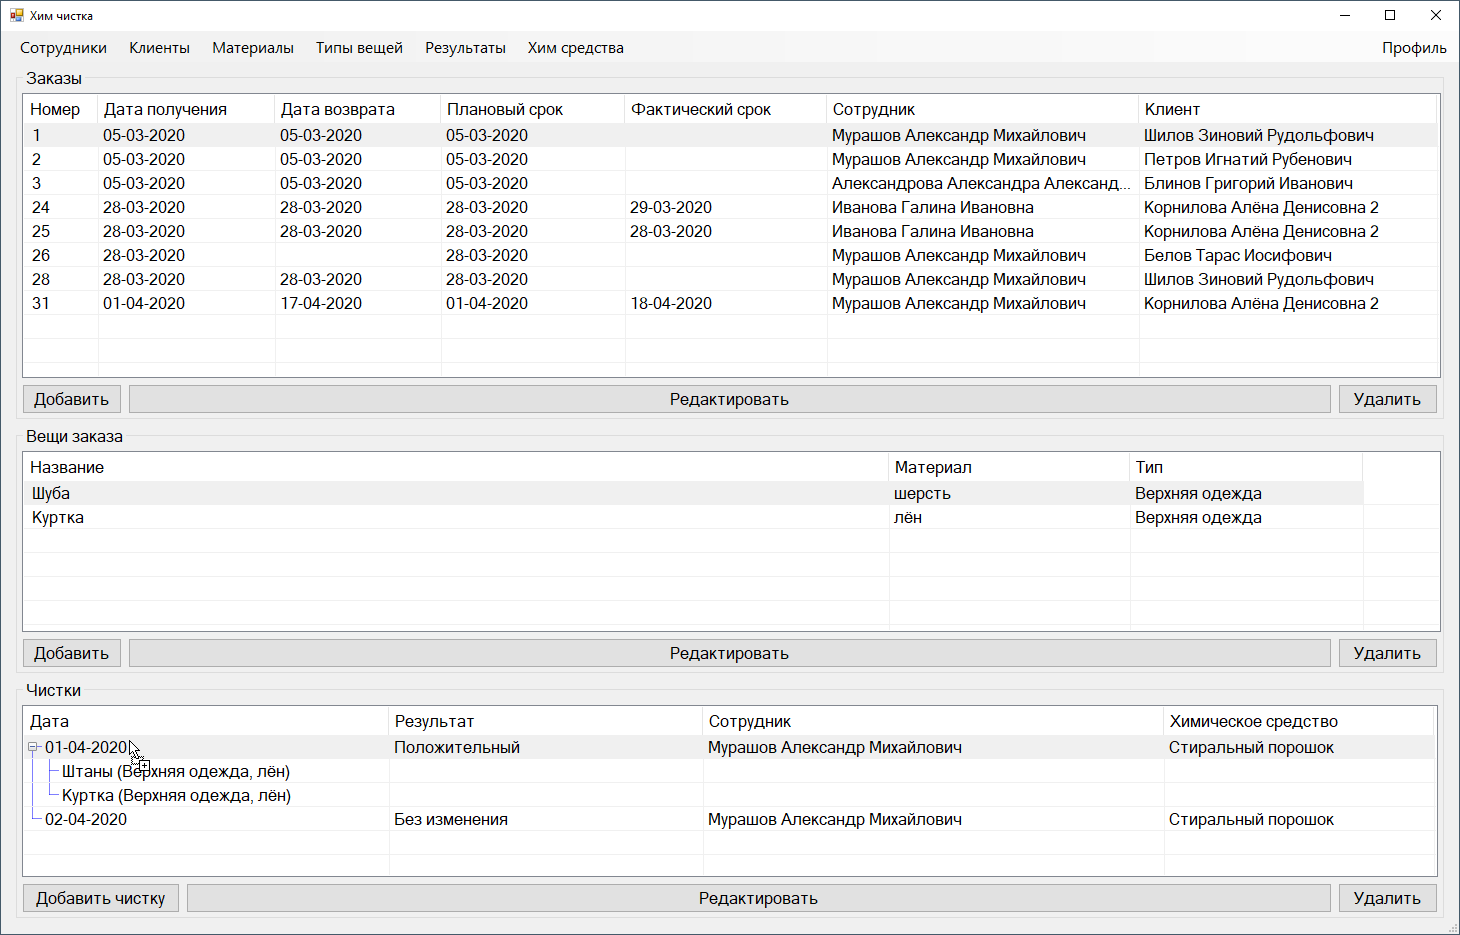 Хим чистка
Сотрудники Клиенты Материалы Типы вещей Результаты Хим средства Профиль
Заказы
Номер Дата получения Дата возврата Плановый срок Фактический срок Сотрудник Клиент
1 05-03-2020 05-03-2020 05-03-2020 Мурашов Александр Михайлович Шилов Зиновий Рудольфович
2 05-03-2020 05-03-2020 05-03-2020 Мурашов Александр Михайлович Петров Игнатий Рубенович
3 05-03-2020 05-03-2020 05-03-2020 Александрова Александра Александ... Блинов Григорий Иванович
24 28-03-2020 28-03-2020 28-03-2020 29-03-2020 Иванова Галина Ивановна Корнилова Алёна Денисовна 2
25 28-03-2020 28-03-2020 28-03-2020 28-03-2020 Иванова Галина Ивановна Корнилова Алёна Денисовна 2
26 28-03-2020 28-03-2020 Мурашов Александр Михайлович Белов Тарас Иосифович
28 28-03-2020 28-03-2020 28-03-2020 Мурашов Александр Михайлович Шилов Зиновий Рудольфович
31 01-04-2020 17-04-2020 01-04-2020 18-04-2020 Мурашов Александр Михайлович Корнилова Алёна Денисовна 2
Добавить Редактировать Удалить
Вещи заказа
Название Материал Тип
Шуба шерсть Верхняя одежда
Куртка лён Верхняя одежда
Добавить Редактировать Удалить
Чистки
Дата Результат Сотрудник Химическое средство
01-04-2020 Положительный Мурашов Александр Михайлович Стиральный порошок
Штаны (Верхняя одежда, лён)
Куртка (Верхняя одежда, лён)
02-04-2020 Без изменения Мурашов Александр Михайлович Стиральный порошок
Добавить чистку Редактировать Удалить